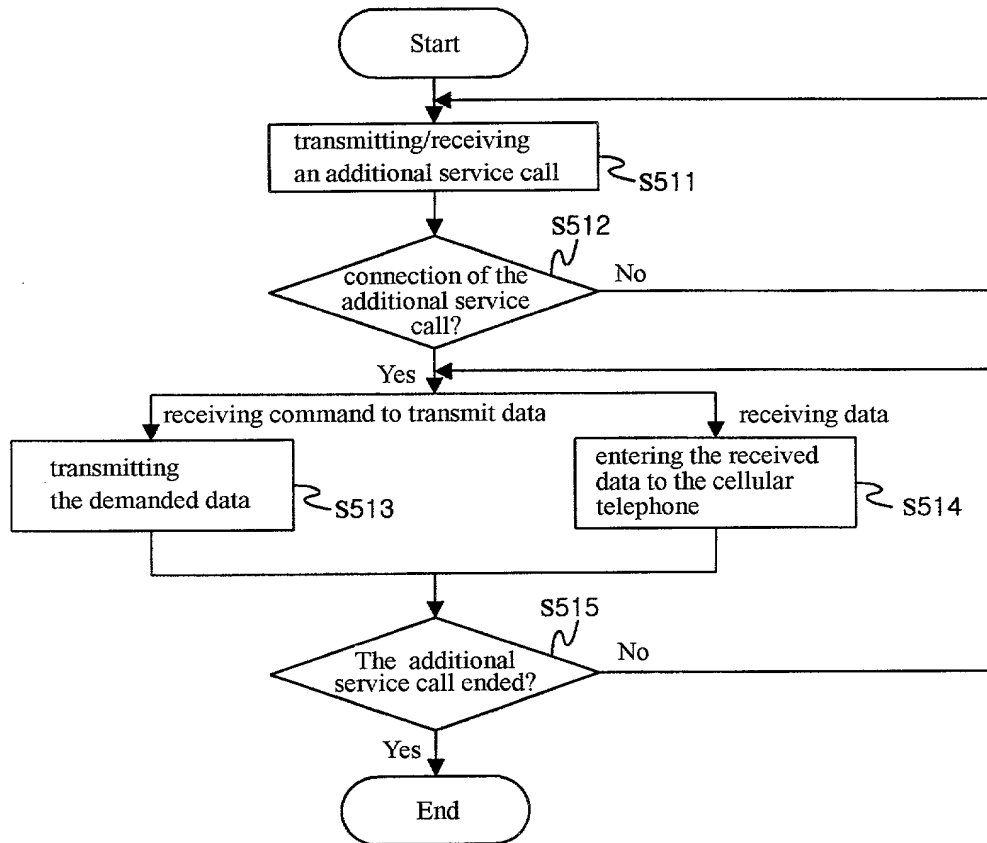 Start
transmitting/receiving
an additional service call
S511
S512
connection of the
additional service
call?
No
Yes
receiving command to transmit data
receiving data
transmitting
the demanded data
S513
entering the received
data to the cellular
telephone
S514
S515
The additional
service call ended?
No
Yes
End